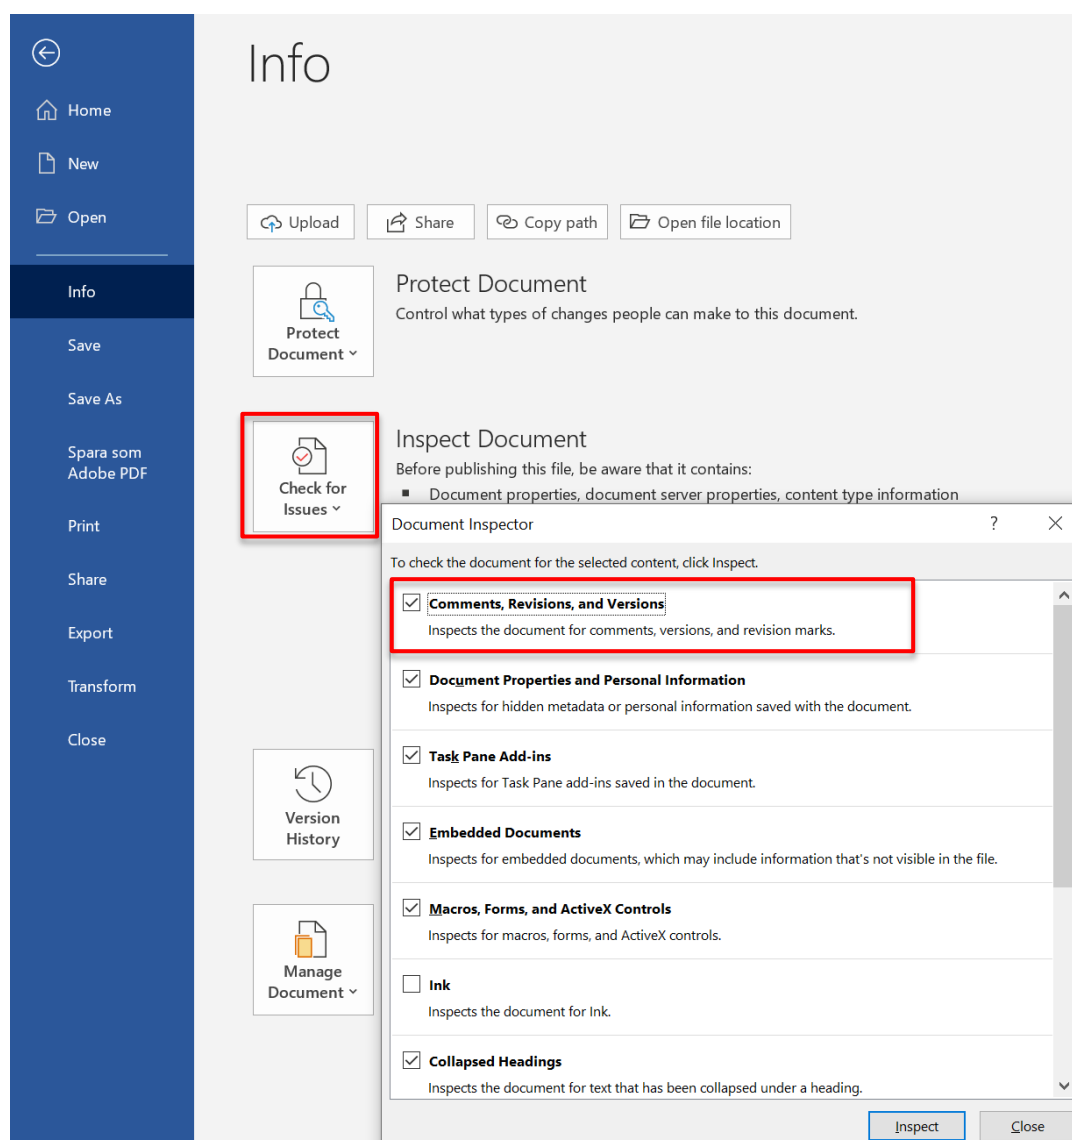 Info
Home
New
Open
Info
Save
Save As
Spara som
Adobe PDF
Print
Share
Export
Transform
Close
Upload
Share
Copy path
Open file location
Protect
Document
Protect Document
Control what types of changes people can make to this document.
Check for
Issues
Inspect Document
Before publishing this file, be aware that it contains:
▪ Document properties, document server properties, content type information
Version
History
Manage
Document
Document Inspector ?
To check the document for the selected content, click Inspect.
Comments, Revisions, and Versions
Inspects the document for comments, versions, and revision marks.
Document Properties and Personal Information
Inspects for hidden metadata or personal information saved with the document.
Task Pane Add-ins
Inspects for Task Pane add-ins saved in the document.
Embedded Documents
Inspects for embedded documents, which may include information that's not visible in the file.
Macros, Forms, and ActiveX Controls
Inspects for macros, forms, and ActiveX controls.
Ink
Inspects the document for Ink.
Collapsed Headings
Inspects the document for text that has been collapsed under a heading.
Inspect
Close